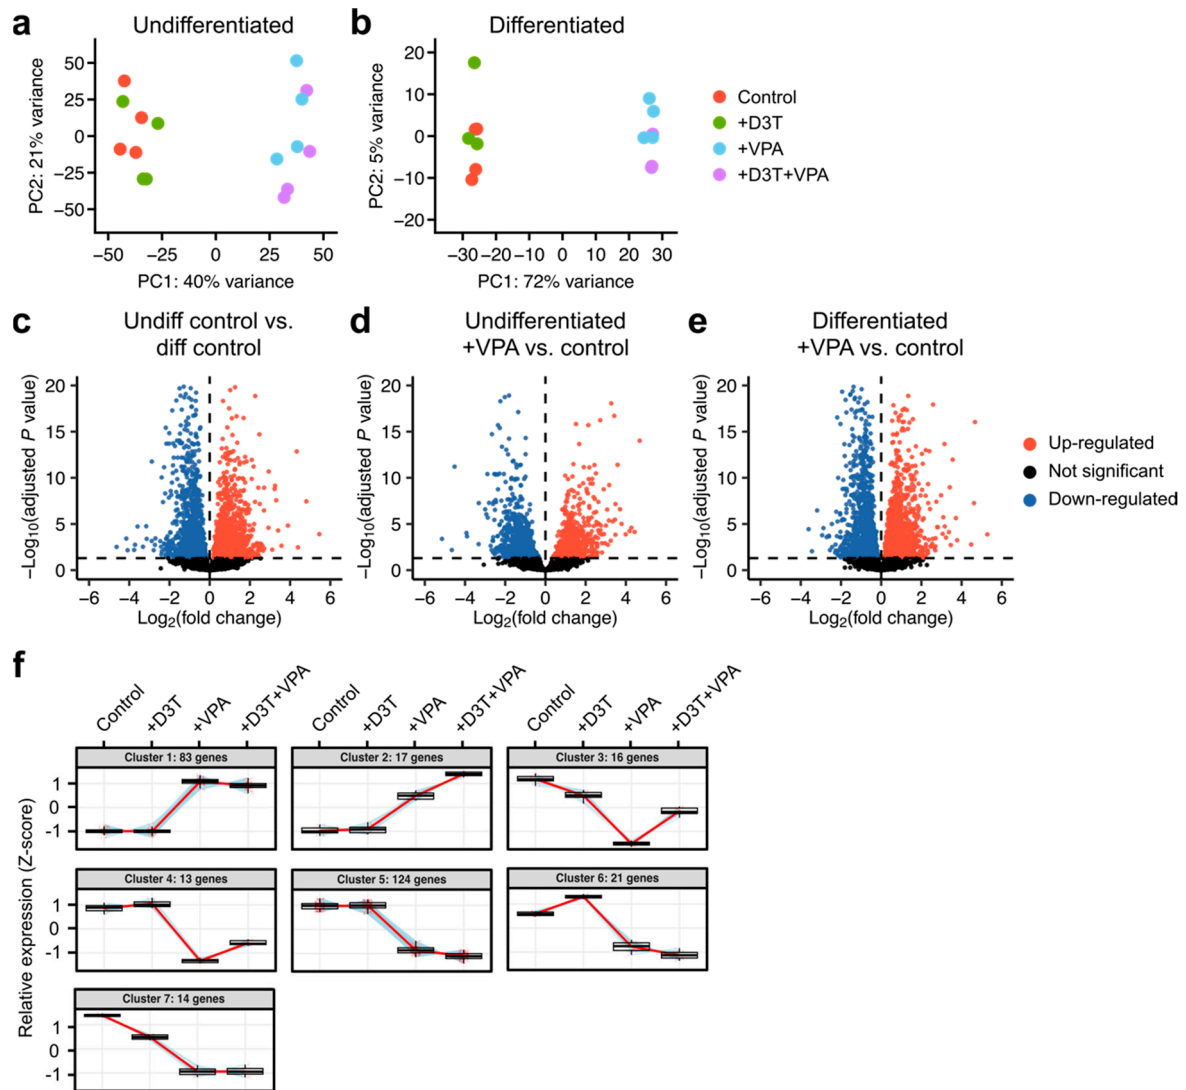 a Undifferentiated
b Differentiated
PC2: 21% variance
50
25
0
−25
−50
−50 −25 0 25 50
PC1: 40% variance
PC2: 5% variance
20
10
0
−10
−20
−30 −20 −10 0 10 20 30
PC1: 72% variance
Control
+D3T
+VPA
+D3T+VPA
c Undiff control vs.
diff control
d Undifferentiated
+VPA vs. control
e Differentiated
+VPA vs. control
−Log10(adjusted P value)
20
15
10
5
0
−6 −4 −2 0 2 4 6
Log2(fold change)
−Log10(adjusted P value)
20
15
10
5
0
−6 −4 −2 0 2 4 6
Log2(fold change)
−Log10(adjusted P value)
20
15
10
5
0
−6 −4 −2 0 2 4 6
Log2(fold change)
Up-regulated
Not significant
Down-regulated
f
Control +D3T +VPA +D3T+VPA
Control +D3T +VPA +D3T+VPA
Control +D3T +VPA +D3T+VPA
Relative expression (Z-score)
Cluster 1: 83 genes
Cluster 2: 17 genes
Cluster 3: 16 genes
1
0
-1
Cluster 4: 13 genes
Cluster 5: 124 genes
Cluster 6: 21 genes
1
0
-1
Cluster 7: 14 genes
1
0
-1